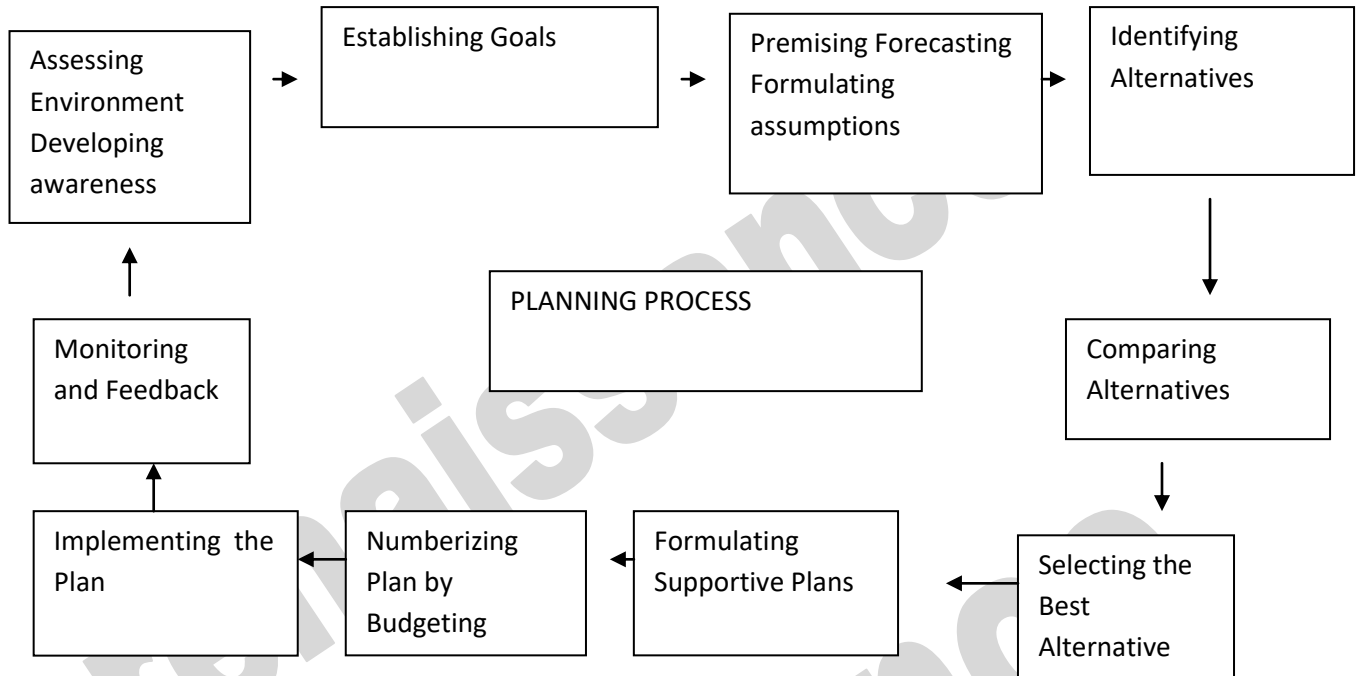 Assessing
Environment
Developing
awareness
Establishing Goals
Premising Forecasting
Formulating
assumptions
Identifying
Alternatives
PLANNING PROCESS
Monitoring
and Feedback
Comparing
Alternatives
Implementing the
Plan
Numberizing
Plan by
Budgeting
Formulating
Supportive Plans
Selecting the
Best
Alternative
renaissance